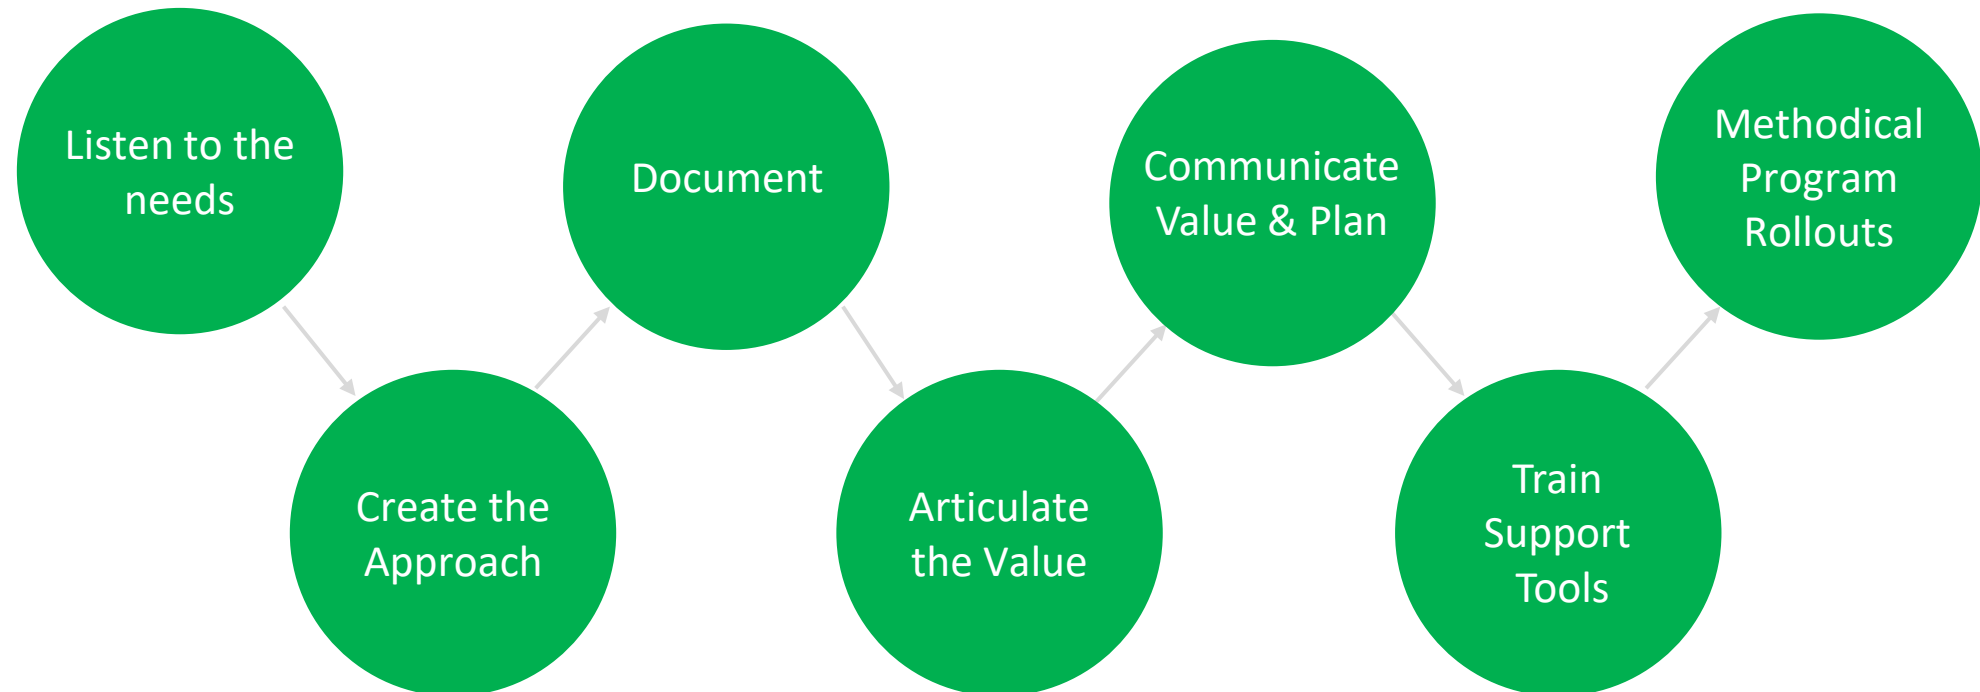 Listen to the
needs
Create the
Approach
Document
Articulate
the Value
Communicate
Value & Plan
Train
Support
Tools
Methodical
Program
Rollouts